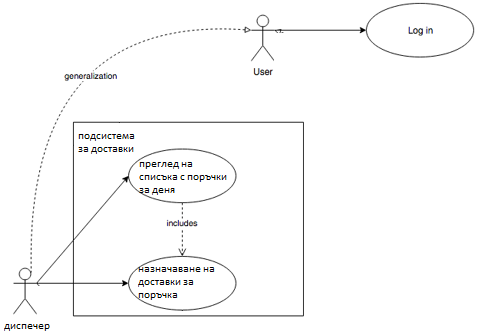 Log in
User
generalization
подсистема
за доставки
преглед на
списъка с поръчки
за деня
includes
назначаване на
доставки за
поръчка
диспечер